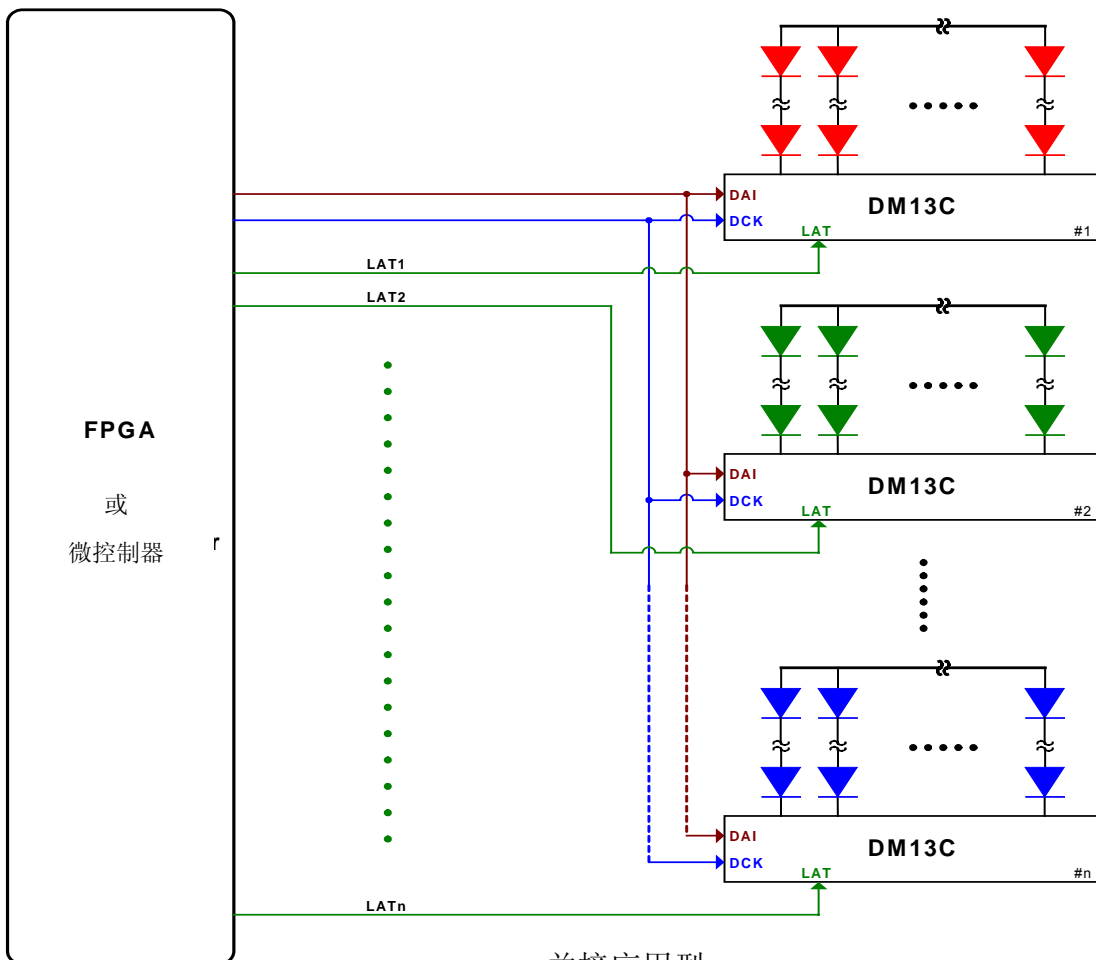 DAI
DM13C
DCK
LAT
#1
LAT1
LAT2
FPGA
或
微控制器 r
DAI
DM13C
DCK
LAT
#2
DAI
DM13C
DCK
LAT
#n
LATn